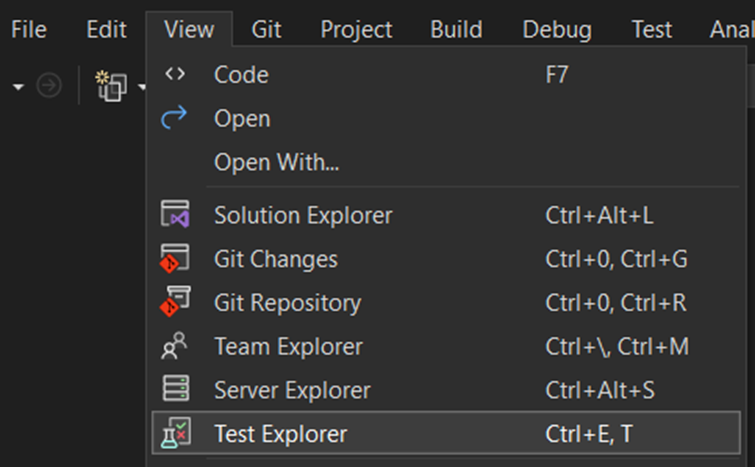 File Edit View Git Project Build Debug Test Anal
Code F7
Open
Open With...
Solution Explorer Ctrl+Alt+L
Git Changes Ctrl+0, Ctrl+G
Git Repository Ctrl+0, Ctrl+R
Team Explorer Ctrl+\, Ctrl+M
Server Explorer Ctrl+Alt+S
Test Explorer Ctrl+E, T